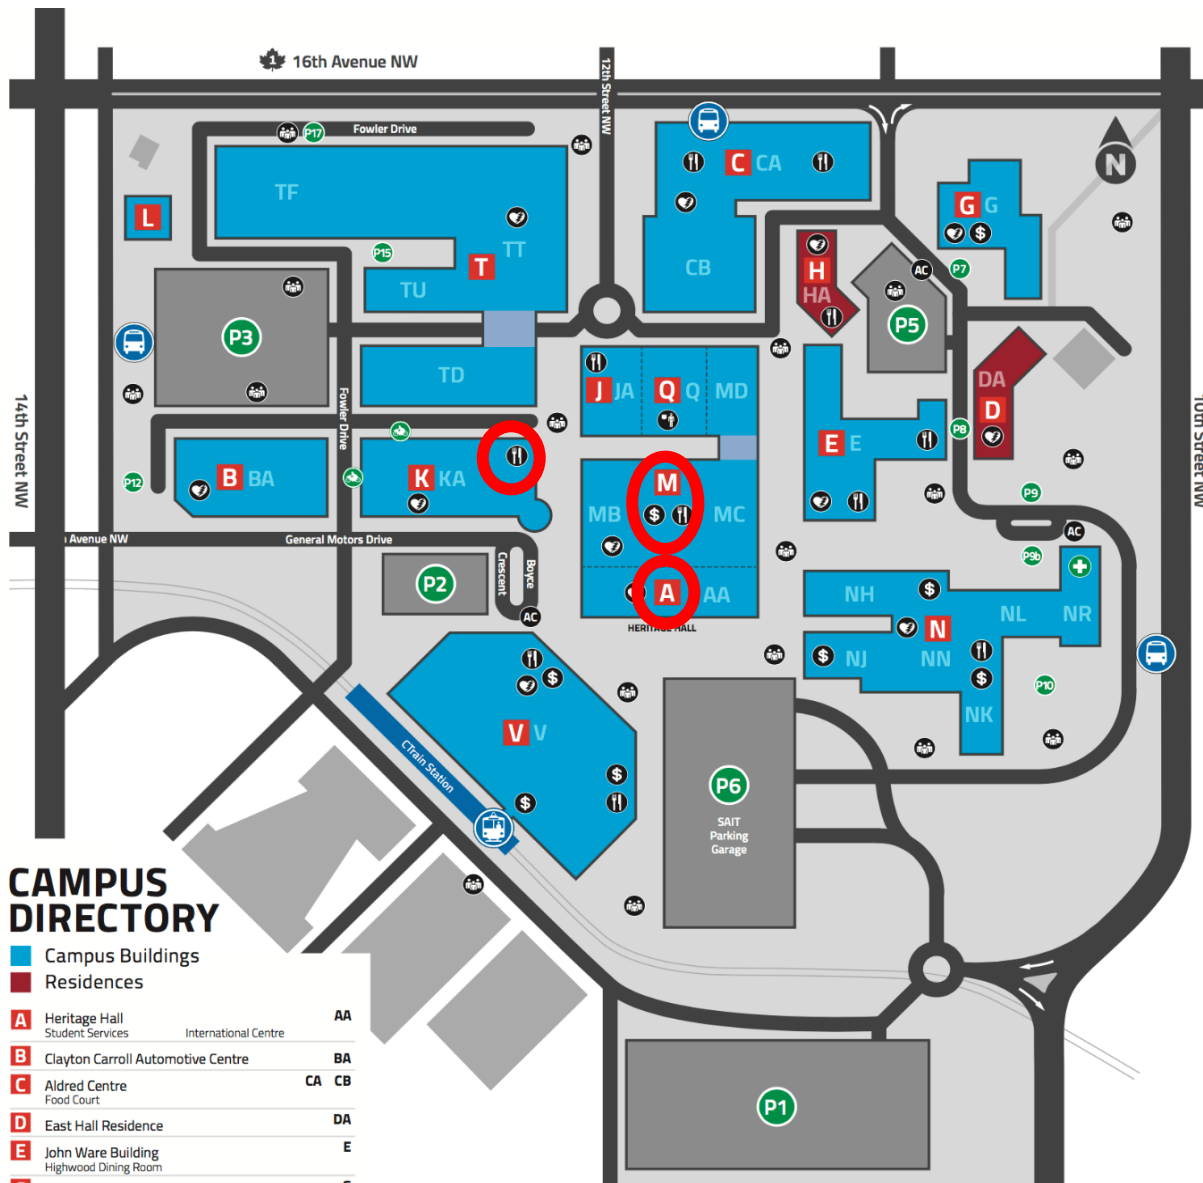 1
16th Avenue NW
12th Street NW
P17
Fowler Drive
C
CA
N
TF
L
G
G
P15
TT
T
H
AC
P7
TU
CB
HA
P3
P5
TD
J
JA
Q
Q
MD
DA
D
14th Street NW
Fowler Drive
10th Street NW
P8
E
E
B
BA
K
KA
P12
M
P9
MB
MC
Avenue NW
General Motors Drive
AC
Boyce
Crescent
P9b
P2
A
AA
NH
AC
HERITAGE HALL
N
NL
NR
NJ
NN
P10
V
V
NK
CTrain Station
P6
SAIT
Parking
Garage
CAMPUS
DIRECTORY
Campus Buildings
Residences
A Heritage Hall AA
Student Services International Centre
B Clayton Carroll Automotive Centre BA
C Aldred Centre CA CB
Food Court
D East Hall Residence DA
E John Ware Building E
Highwood Dining Room
P1